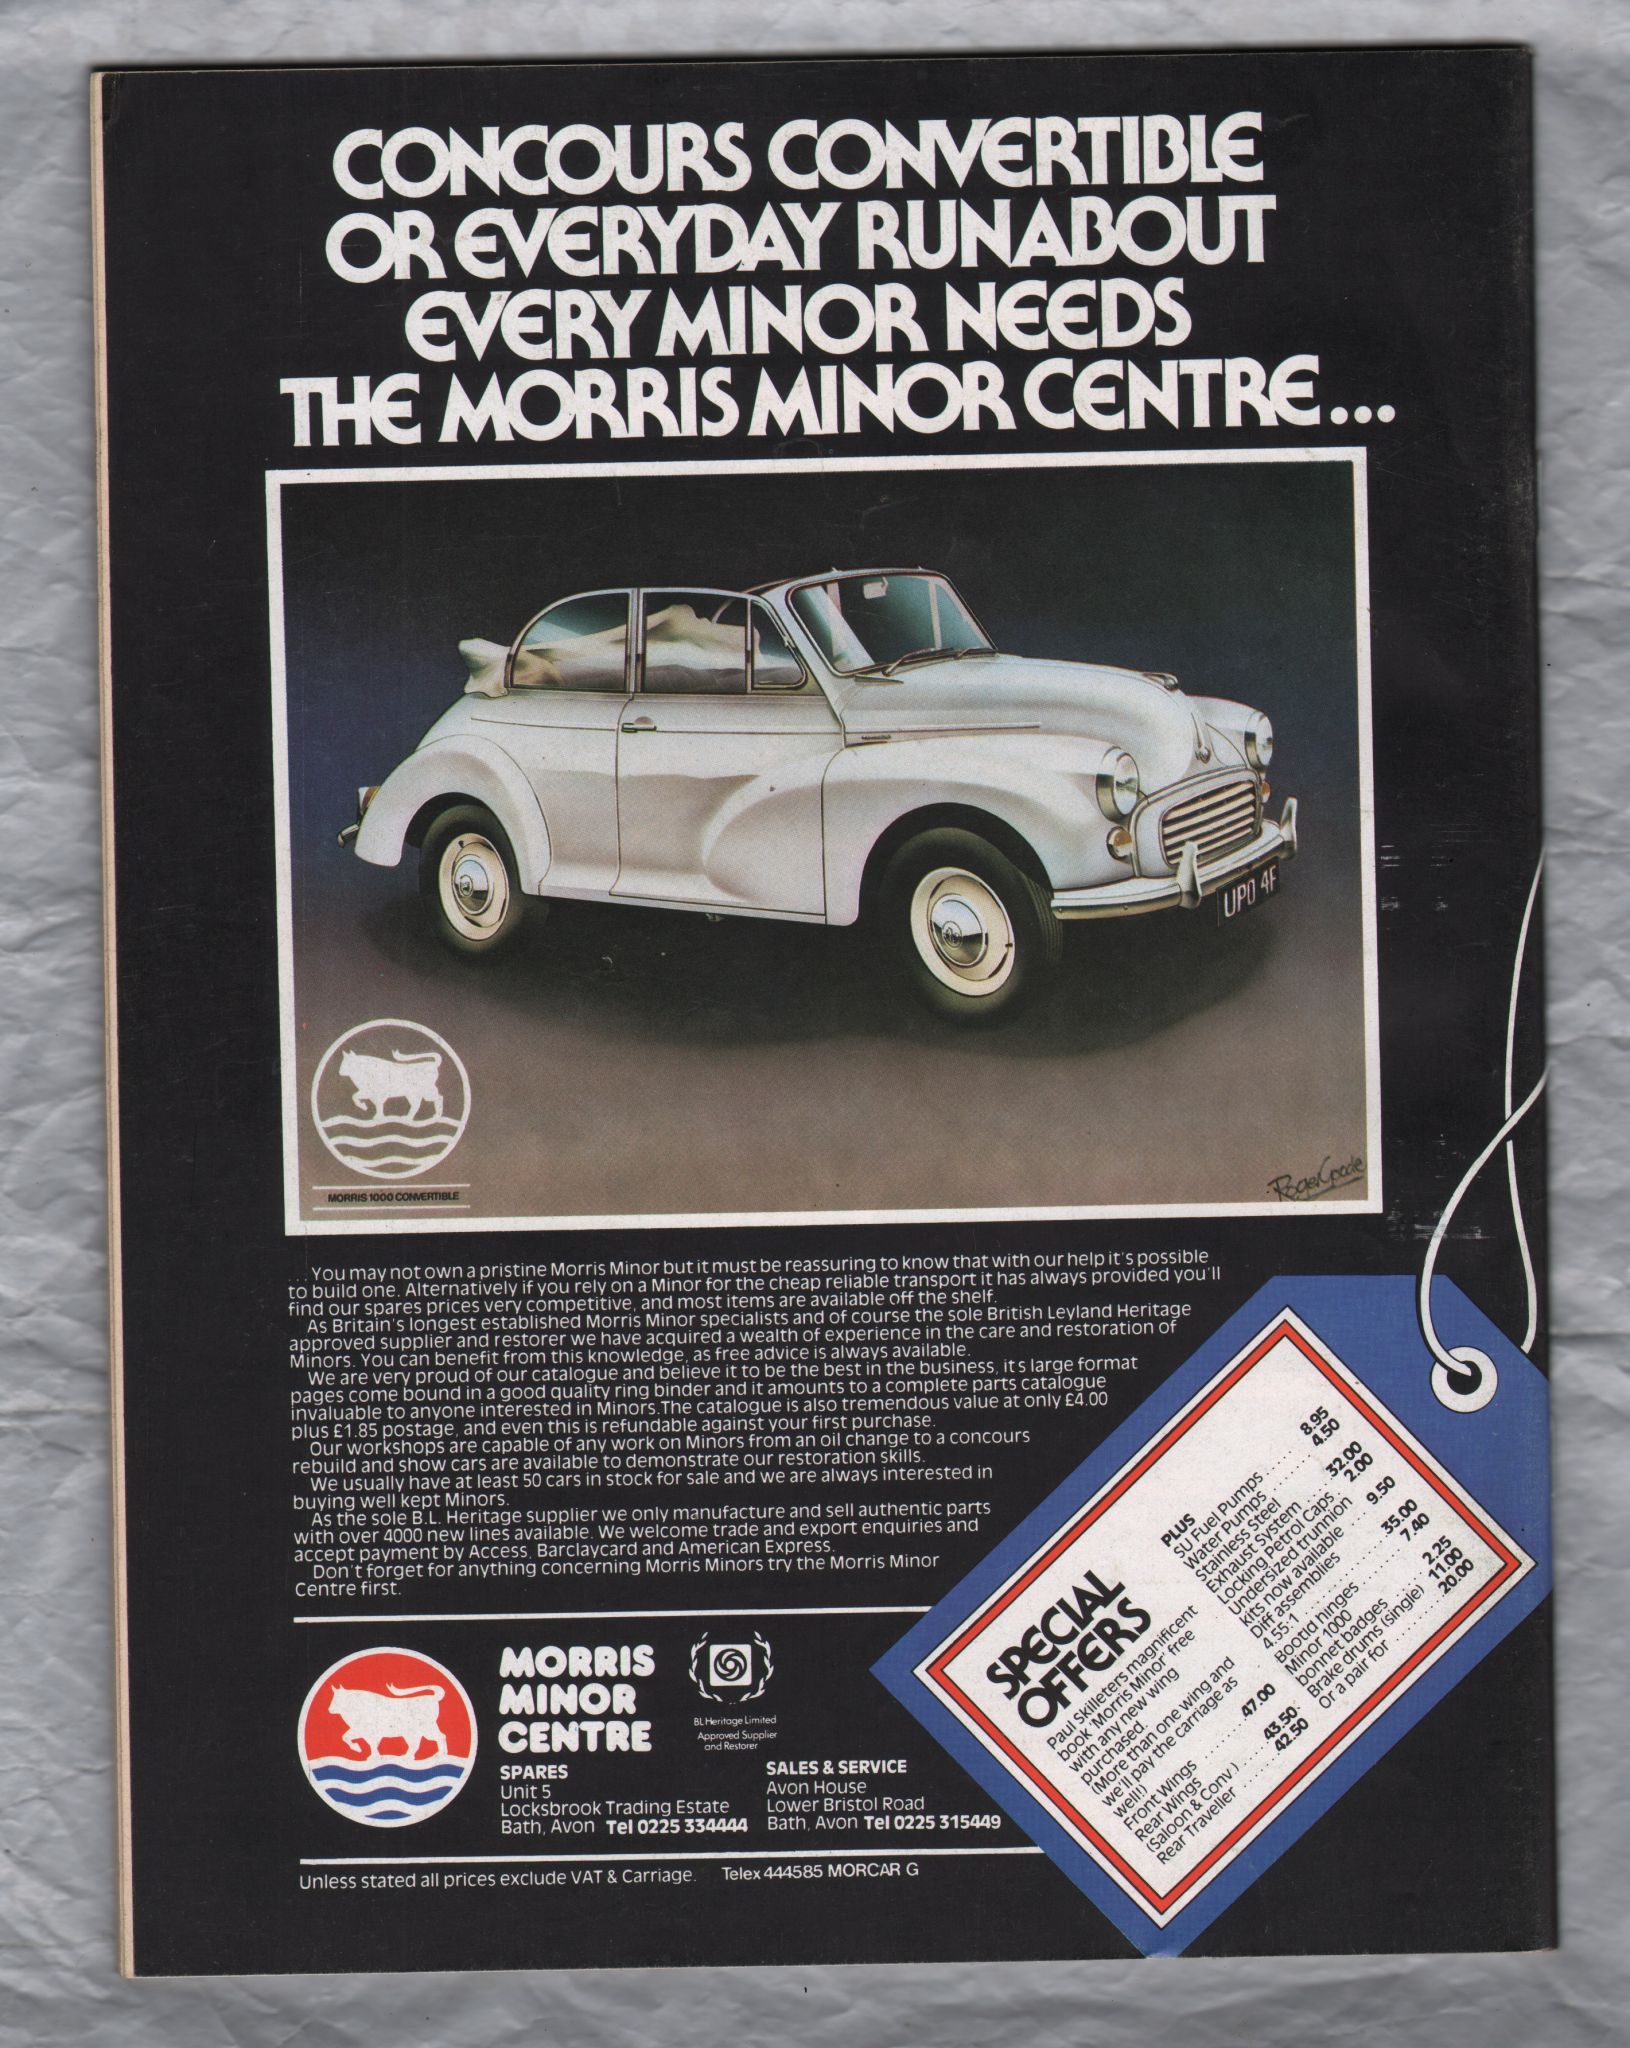 CONCOURS CONVERTIBLE
OR EVERYDAY RUNABOUT
EVERY MINOR NEEDS
THE MORRIS MINOR CENTRE...
UPO 4F
MORRIS 1000 CONVERTIBLE
Roger Goode
...You may not own a pristine Morris Minor but it must be reassuring to know that with our help it's possible
to build one. Alternatively if you rely on a Minor for the cheap reliable transport it has always provided you'll
find our spares prices very competitive, and most items are available off the shelf.
As Britain's longest established Morris Minor specialists and of course the sole British Leyland Heritage
approved supplier and restorer we have acquired a wealth of experience in the care and restoration of
Minors. You can benefit from this knowledge, as free advice is always available.
We are very proud of our catalogue and believe it to be the best in the business, its large format
pages come bound in a good quality ring binder and it amounts to a complete parts catalogue
invaluable to anyone interested in Minors. The catalogue is also tremendous value at only £4.00
plus £1.85 postage, and even this is refundable against your first purchase.
Our workshops are capable of any work on Minors from an oil change to a concours
rebuild and show cars are available to demonstrate our restoration skills.
We usually have at least 50 cars in stock for sale and we are always interested in
buying well kept Minors.
As the sole B.L. Heritage supplier we only manufacture and sell authentic parts
with over 4000 new lines available. We welcome trade and export enquiries and
accept payment by Access, Barclaycard and American Express.
Don't forget for anything concerning Morris Minors try the Morris Minor
Centre first.
MORRIS
MINOR
CENTRE
BL Heritage Limited
Approved Supplier
and Restorer
SPARES
Unit 5
Locksbrook Trading Estate
Bath, Avon Tel 0225 334444
SALES & SERVICE
Avon House
Lower Bristol Road
Bath, Avon Tel 0225 315449
Unless stated all prices exclude VAT & Carriage. Telex 444585 MORCAR G
SPECIAL
OFFERS
Paul Skilleters magnificent
book 'Morris Minor' free
with any new wing
purchased.
(More than one wing and
we'll pay the carriage as
well!)
Front Wings ........ 47.00
Rear Wings
(Saloon & Conv.) .... 43.50
Rear Traveller ........ 42.50
PLUS
SU Fuel Pumps ..... 8.95
Water Pumps ....... 4.50
Stainless Steel
Exhaust System .... 32.00
Locking Petrol Caps . 2.00
Undersized trunnion
kits now available ... 9.50
Diff assemblies
4.55:1 ............. 35.00
Bootlid hinges ...... 7.40
Minor 1000
bonnet badges ..... 2.25
Brake drums (single) 11.00
Or a pair for ........ 20.00